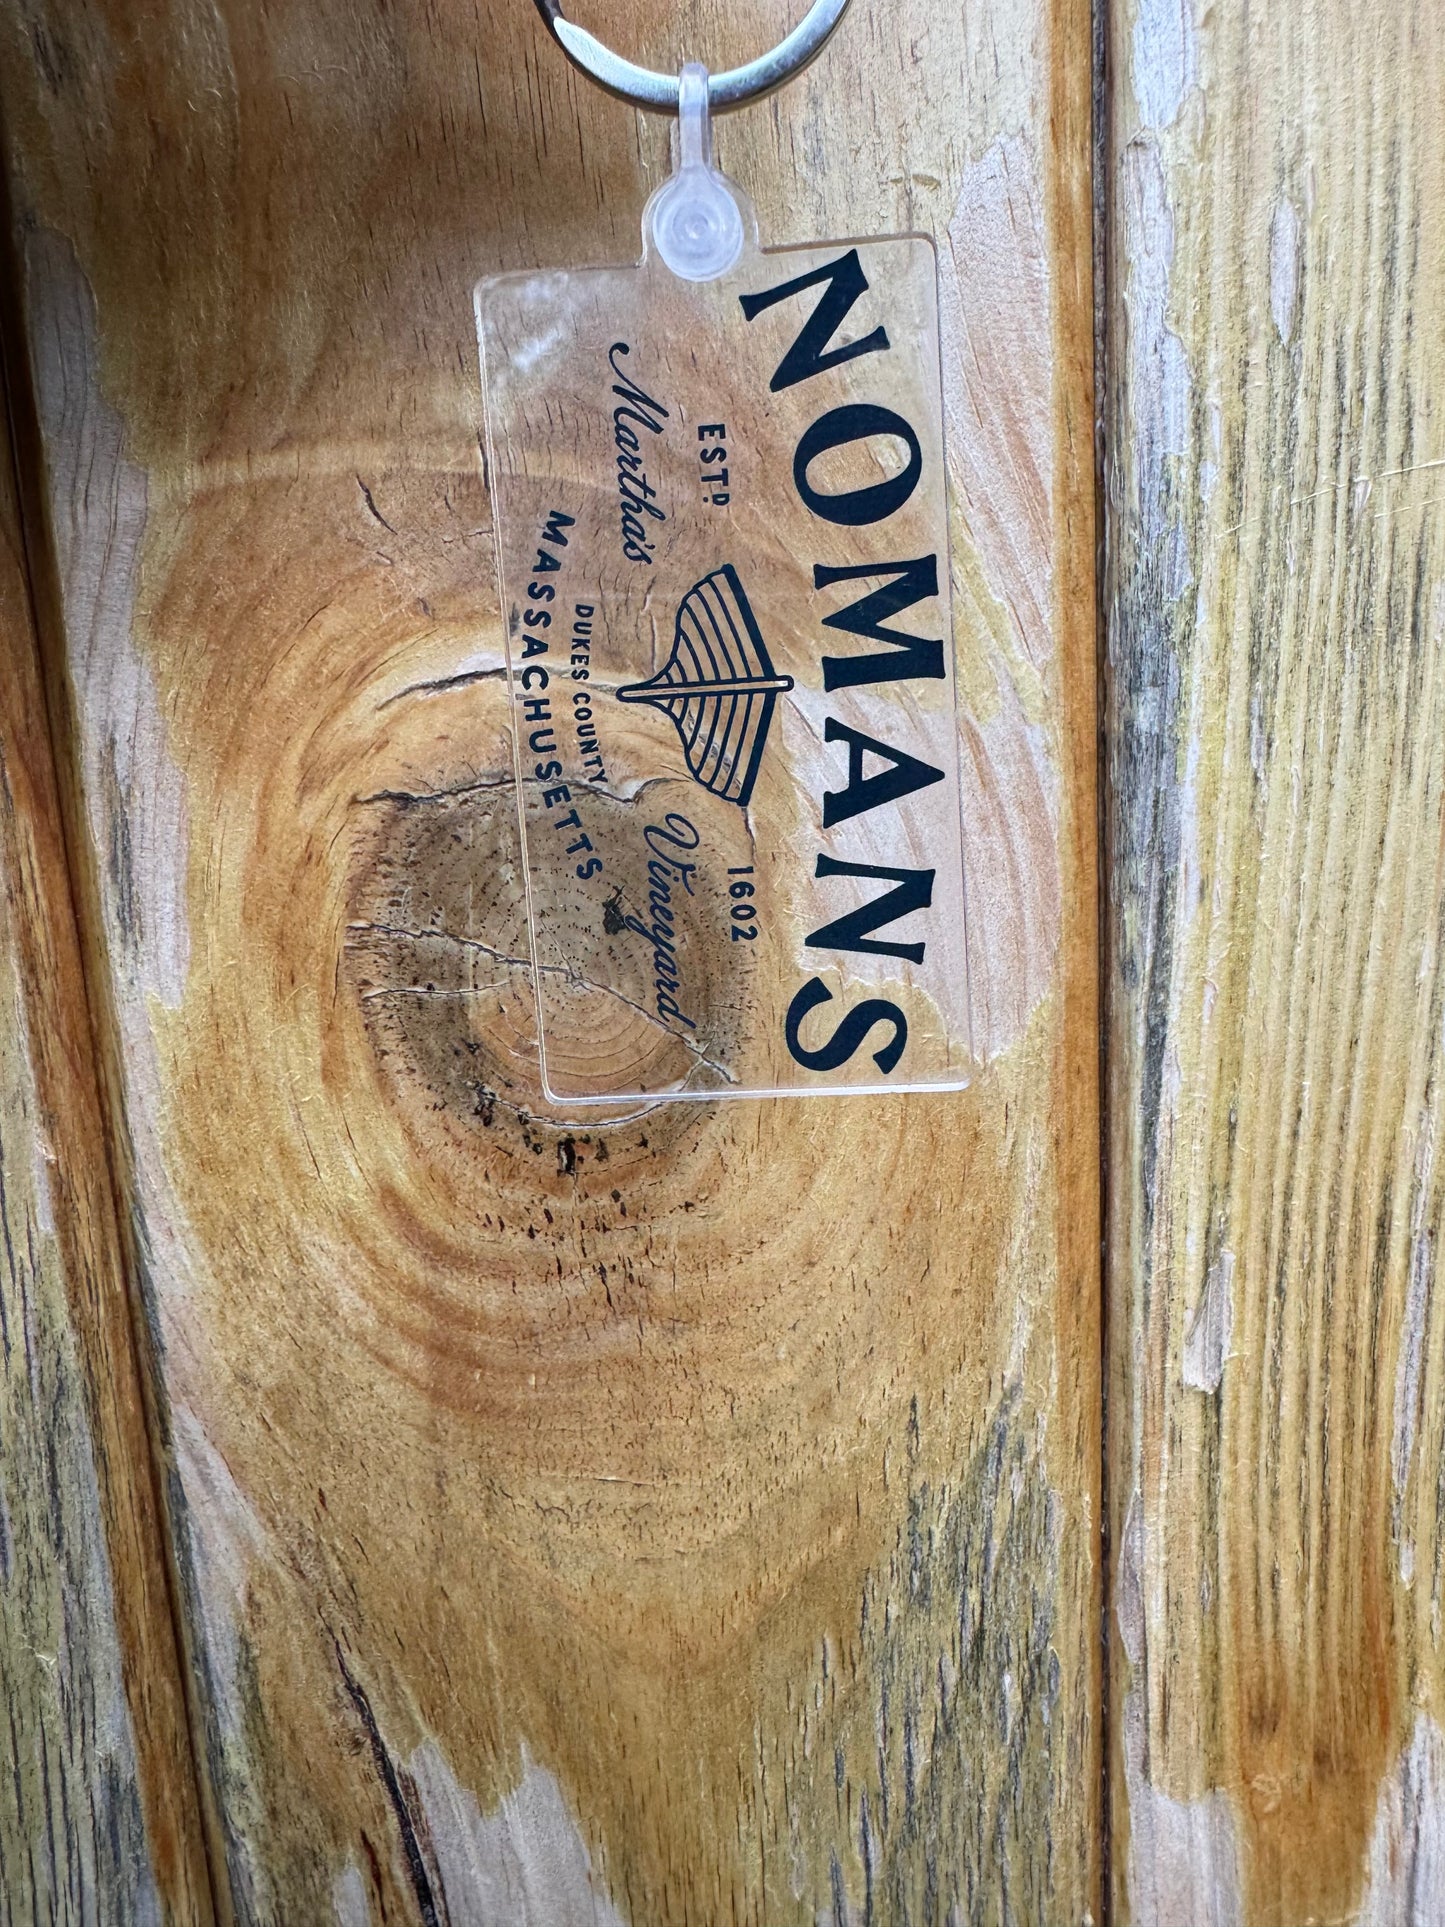 NOMANS
ESTD 1602
Martha's Vineyard
DUKES COUNTY
MASSACHUSETTS